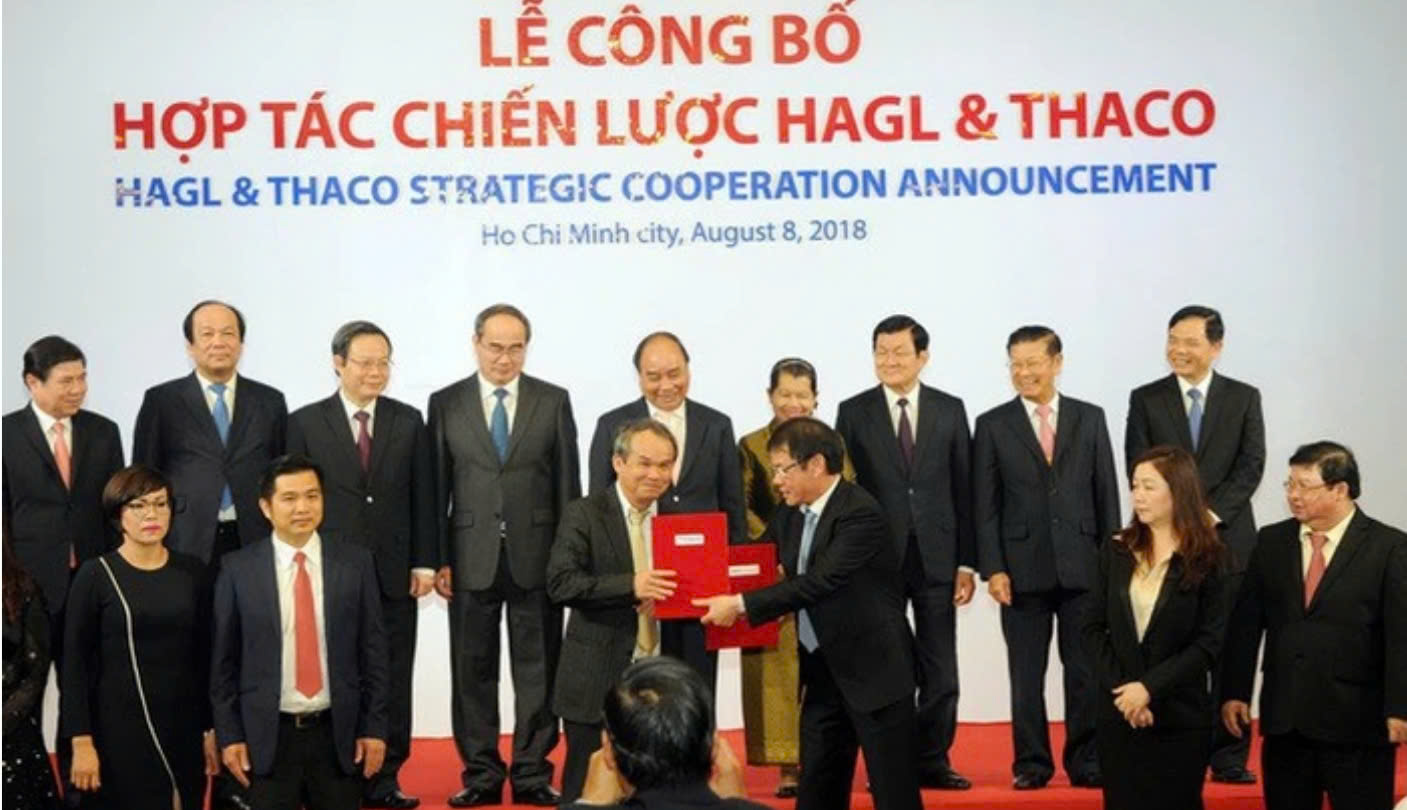 LỄ CÔNG BỐ
HỢP TÁC CHIẾN LƯỢC HAGL & THACO
HAGL & THACO STRATEGIC COOPERATION ANNOUNCEMENT
Ho Chi Minh city, August 8, 2018